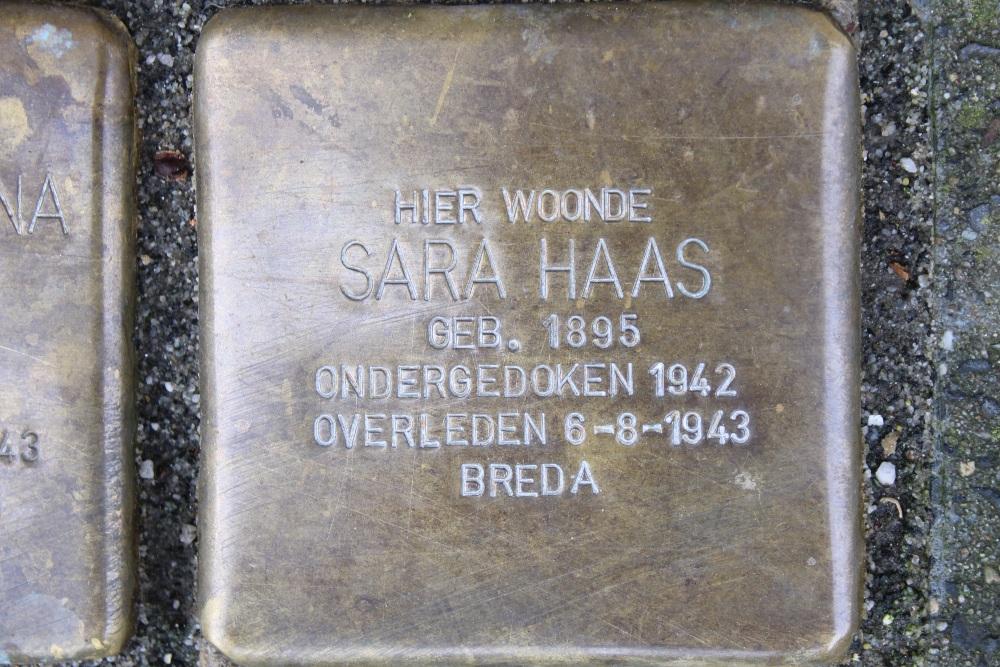 HIER WOONDE
SARA HAAS
GEB. 1895
ONDERGEDOKEN 1942
OVERLEDEN 6-8-1943
BREDA